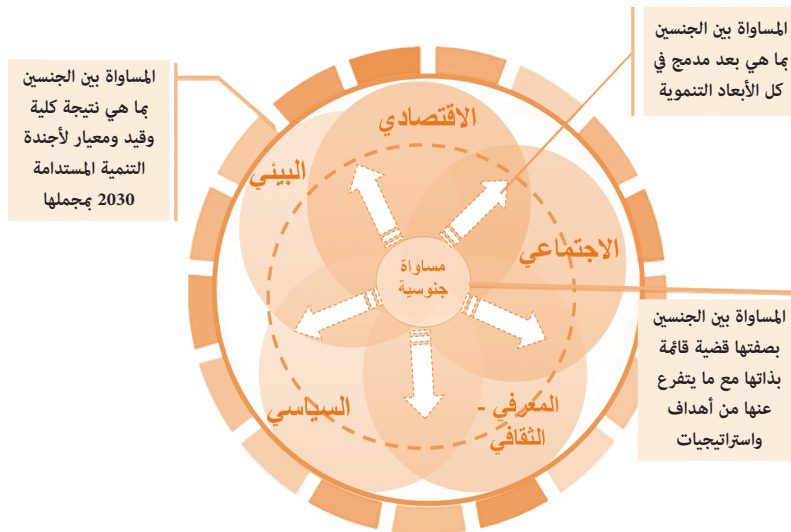 المساواة بين الجنسين
بما هي بعد مدمج في
كل الأبعاد التنموية
المساواة بين الجنسين
بما هي نتيجة كلية
وقيد ومعيار لأجندة
التنمية المستدامة
2030 بمجملها
الاقتصادي
البيئي
الاجتماعي
مساواة
جنوسية
المساواة بين الجنسين
بصفتها قضية قائمة
بذاتها مع ما يتفرع
عنها من أهداف
واستراتيجيات
المعرفي -
الثقافي
السياسي